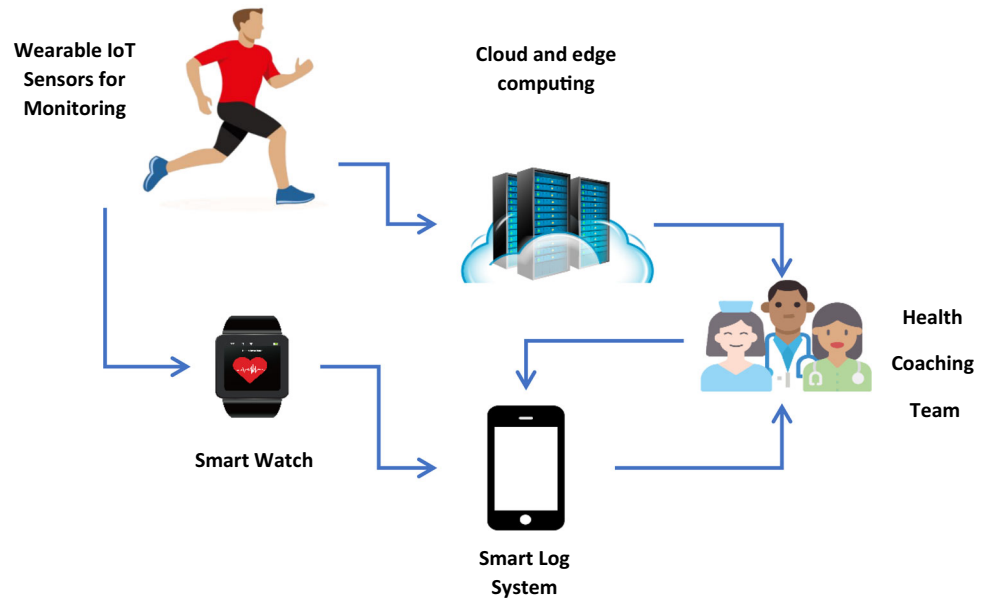 Wearable IoT
Sensors for
Monitoring
Cloud and edge
computing
Health
Coaching
Team
Smart Watch
Smart Log
System